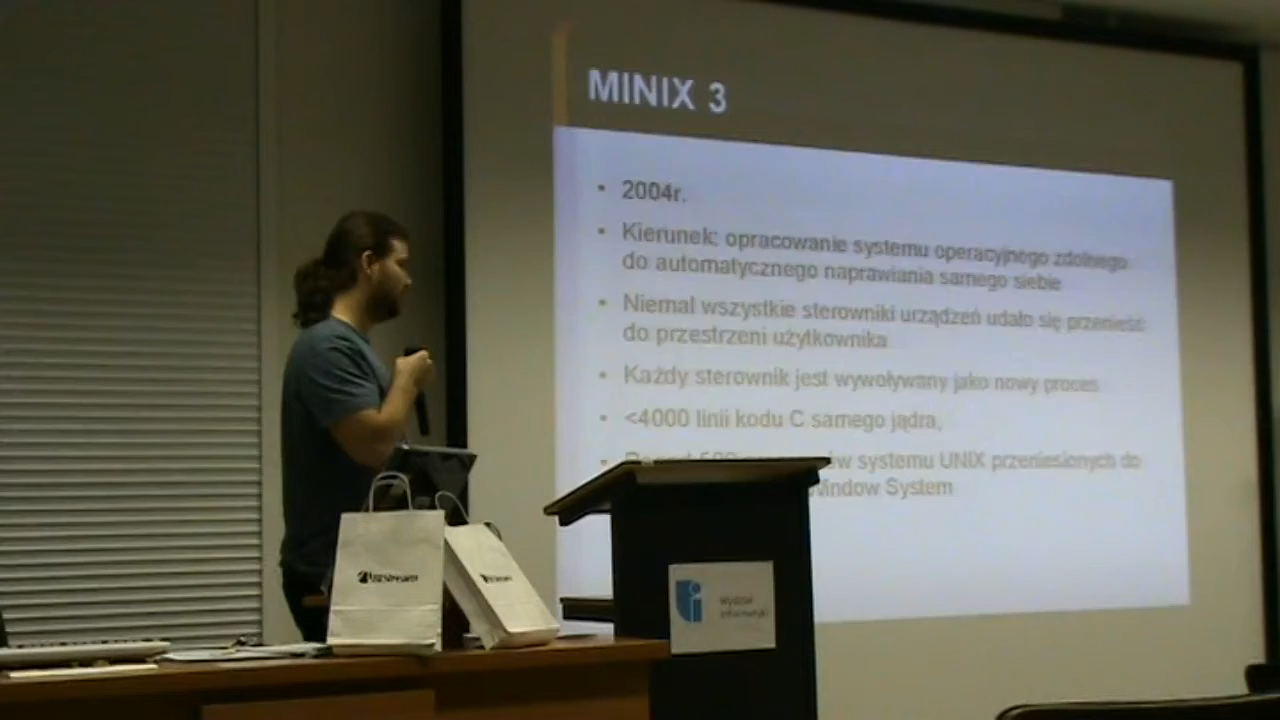 MINIX 3
• 2004r.
• Kierunek: opracowanie systemu operacyjnego zdolnego
do automatycznego naprawiania samego siebie
• Niemal wszystkie sterowniki urządzeń udało się przenieść
do przestrzeni użytkownika
• Każdy sterownik jest wywoływany jako nowy proces
• <4000 linii kodu C samego jądra,
systemu UNIX przeniesionych do
Window System
Wydział
Informatyki